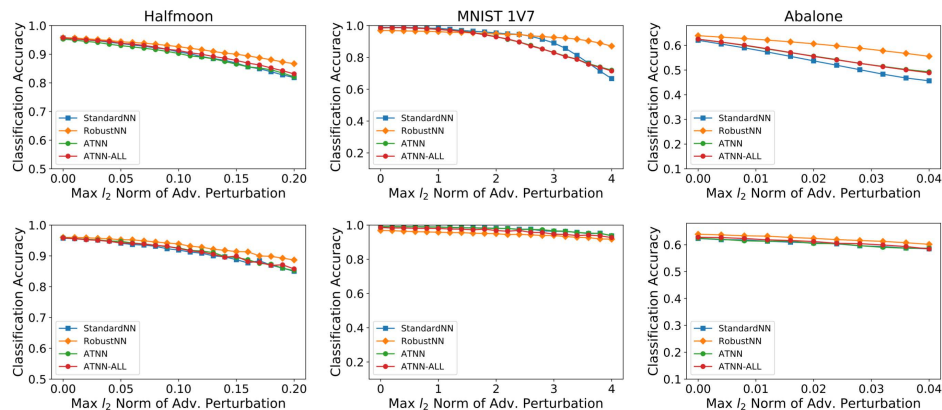 Halfmoon
MNIST 1V7
Abalone
Classification Accuracy
1.0
0.9
0.8
0.7
0.6
0.5
StandardNN
RobustNN
ATNN
ATNN-ALL
0.00
0.05
0.10
0.15
0.20
Max l₂ Norm of Adv. Perturbation
Classification Accuracy
1.0
0.8
0.6
0.4
0.2
StandardNN
RobustNN
ATNN
ATNN-ALL
0
1
2
3
4
Max l₂ Norm of Adv. Perturbation
Classification Accuracy
0.6
0.5
0.4
0.3
0.2
0.1
StandardNN
RobustNN
ATNN
ATNN-ALL
0.00
0.01
0.02
0.03
0.04
Max l₂ Norm of Adv. Perturbation
Classification Accuracy
1.0
0.9
0.8
0.7
0.6
0.5
StandardNN
RobustNN
ATNN
ATNN-ALL
0.00
0.05
0.10
0.15
0.20
Max l₂ Norm of Adv. Perturbation
Classification Accuracy
1.0
0.8
0.6
0.4
0.2
StandardNN
RobustNN
ATNN
ATNN-ALL
0
1
2
3
4
Max l₂ Norm of Adv. Perturbation
Classification Accuracy
0.6
0.5
0.4
0.3
0.2
0.1
StandardNN
RobustNN
ATNN
ATNN-ALL
0.00
0.01
0.02
0.03
0.04
Max l₂ Norm of Adv. Perturbation